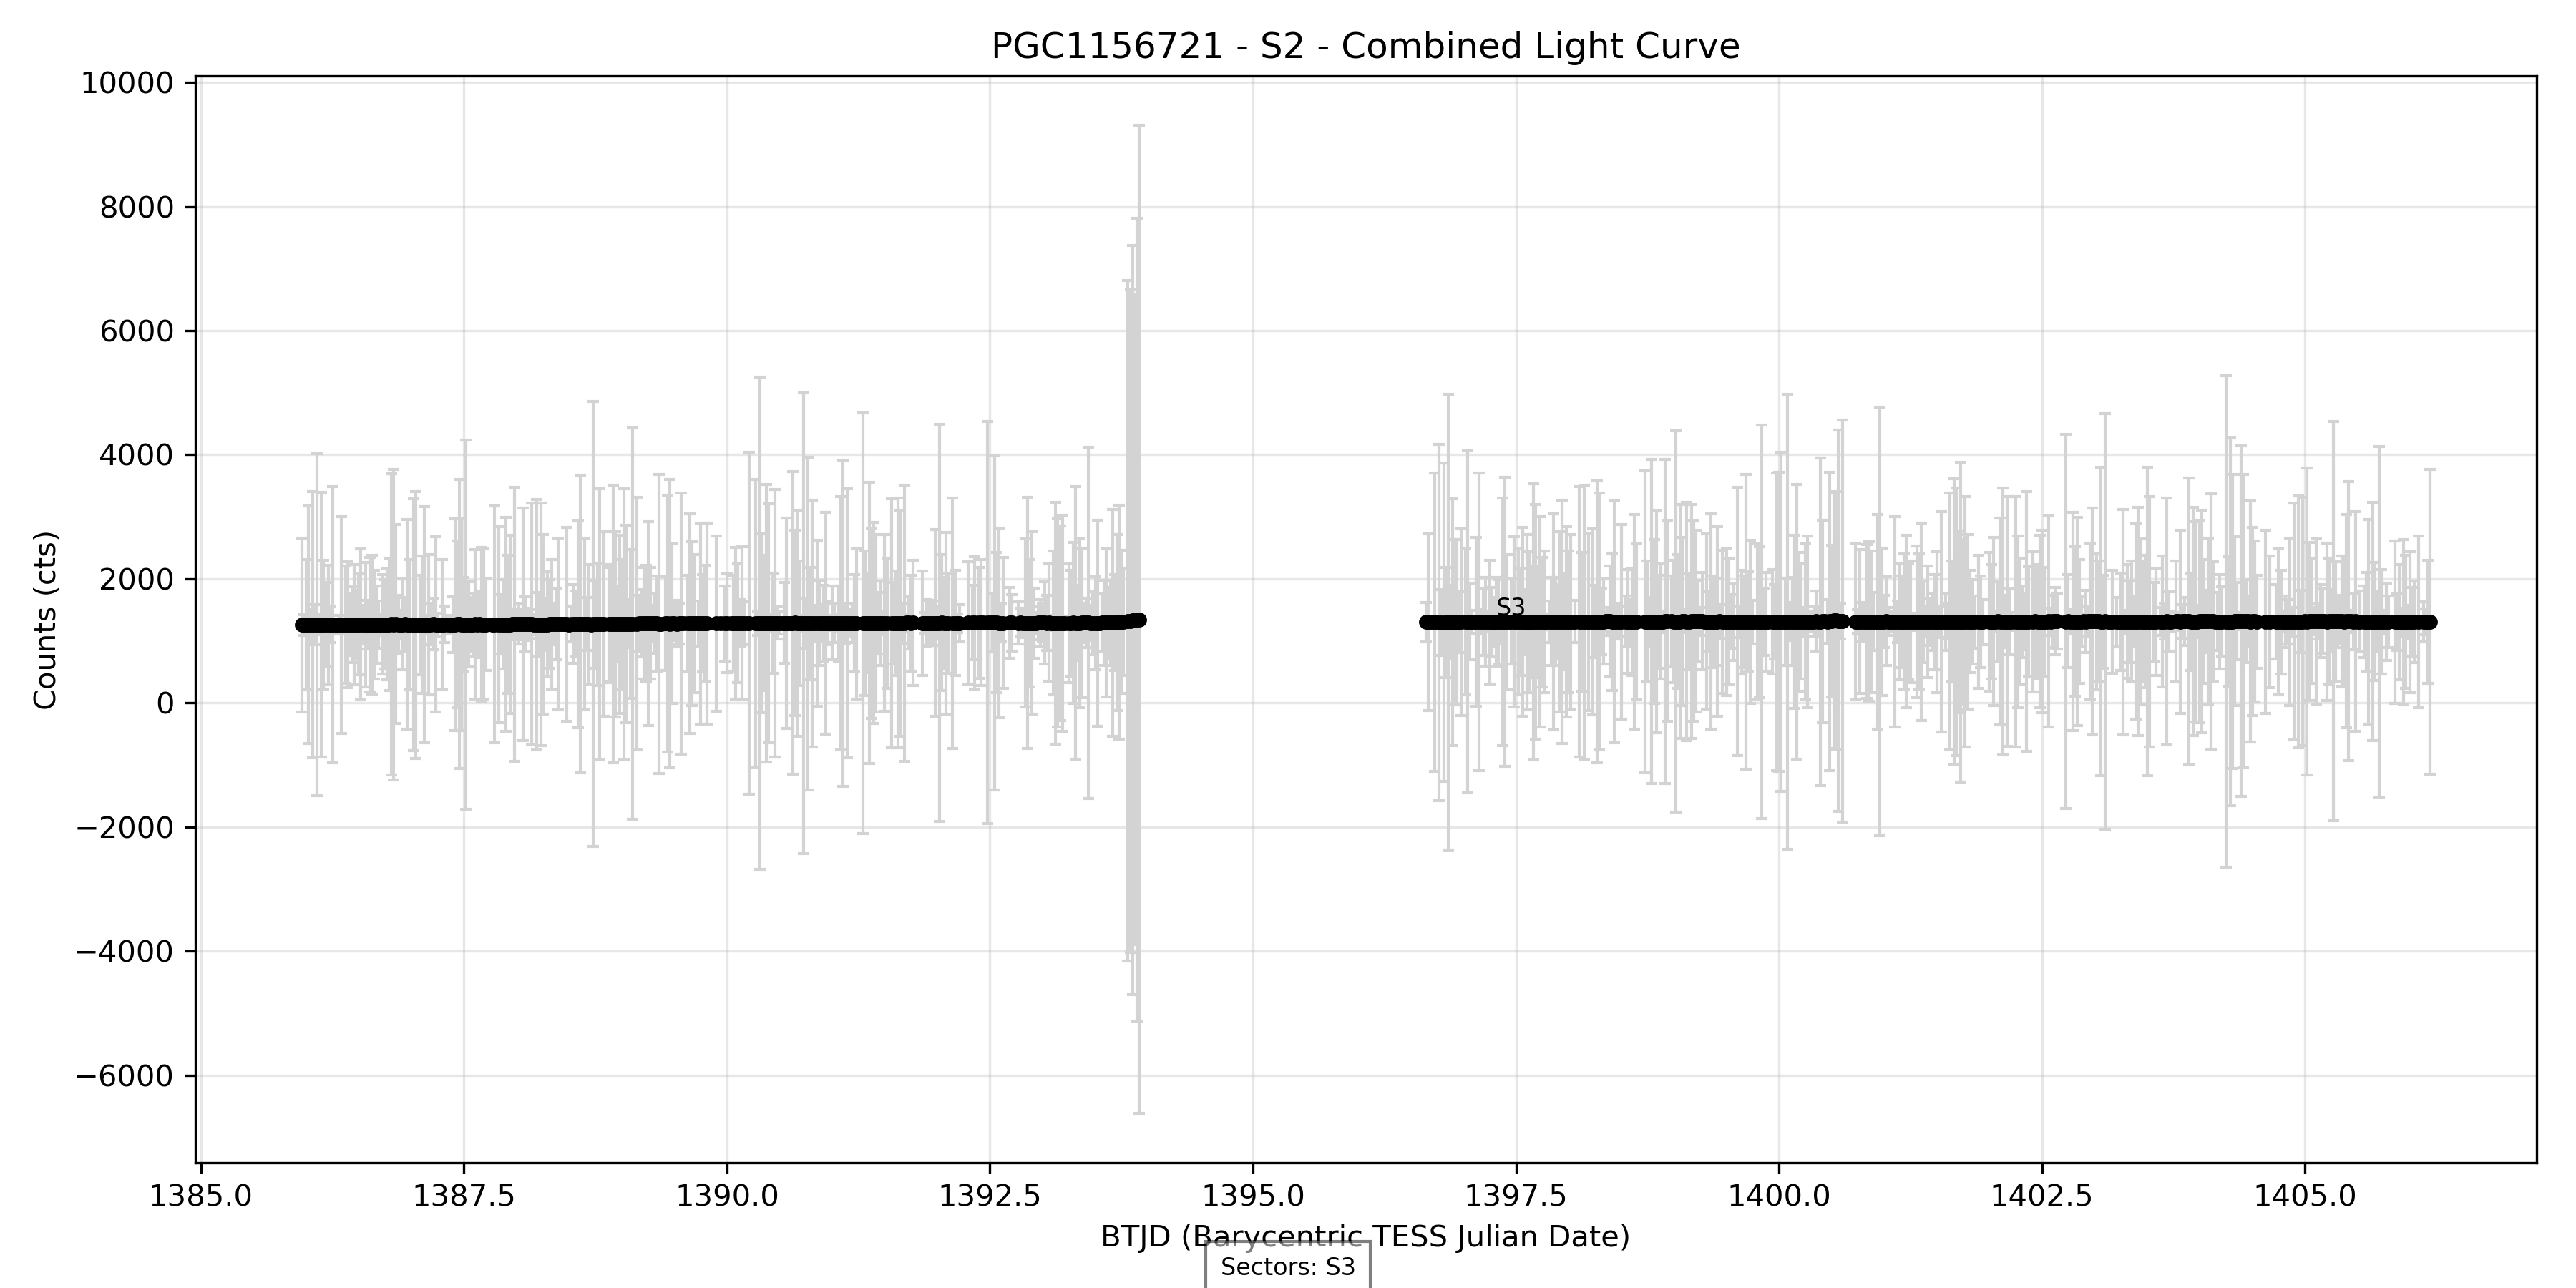 PGC1156721 - S2 - Combined Light Curve
10000
8000
6000
4000
2000
0
−2000
−4000
−6000
Counts (cts)
S3
1385.0 1387.5 1390.0 1392.5 1395.0 1397.5 1400.0 1402.5 1405.0
BTJD (Barycentric TESS Julian Date)
Sectors: S3